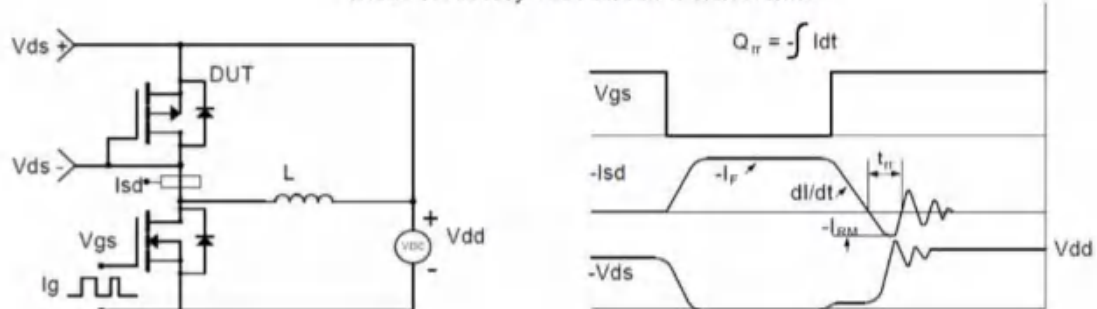 Vds +
DUT
Vds -
Isd
L
Vgs
Ig
VDC
+
-
Vdd
Qrr = -∫ Idt
Vgs
-Isd
-IF
dI/dt
trr
-IRM
-Vds
Vdd